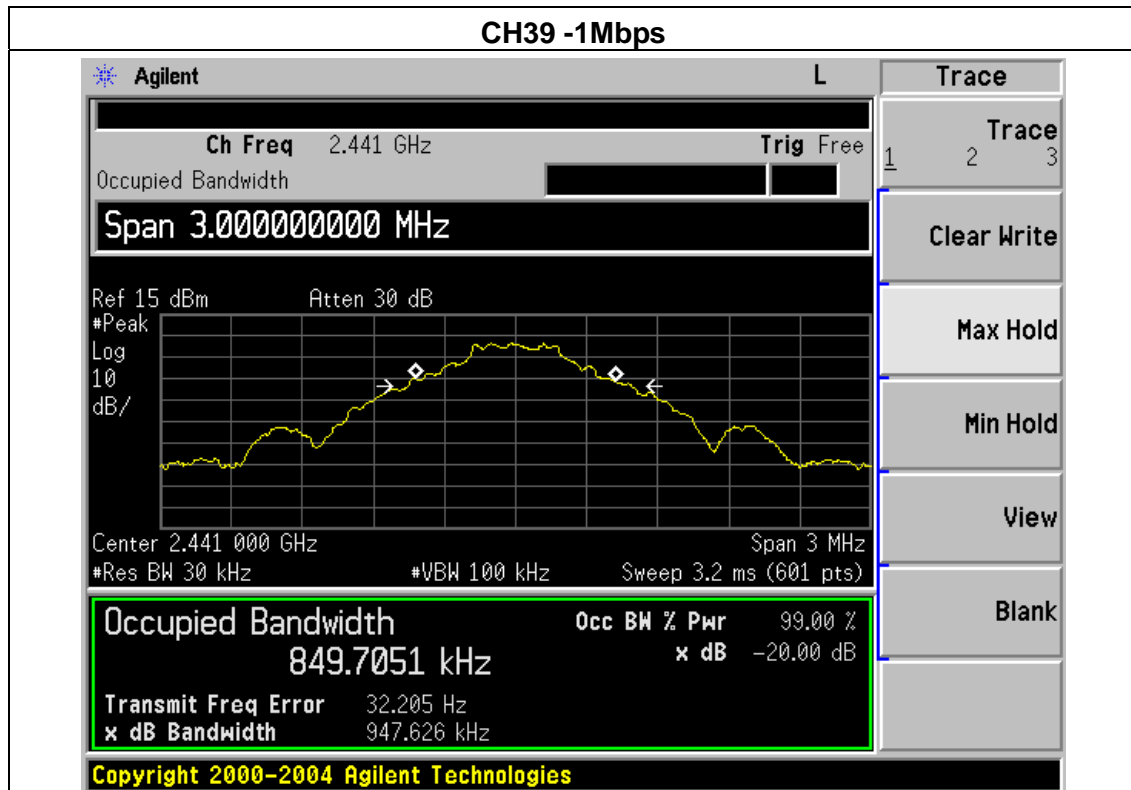 CH39 -1Mbps
Agilent L Trace
Ch Freq 2.441 GHz Trig Free
Occupied Bandwidth
Trace
1 2 3
Span 3.000000000 MHz
Clear Write
Ref 15 dBm Atten 30 dB
#Peak
Log
10
dB/
Max Hold
Min Hold
View
Center 2.441 000 GHz Span 3 MHz
#Res BW 30 kHz #VBW 100 kHz Sweep 3.2 ms (601 pts)
Blank
Occupied Bandwidth Occ BW % Pwr 99.00 %
849.7051 kHz x dB -20.00 dB
Transmit Freq Error 32.205 Hz
x dB Bandwidth 947.626 kHz
Copyright 2000-2004 Agilent Technologies